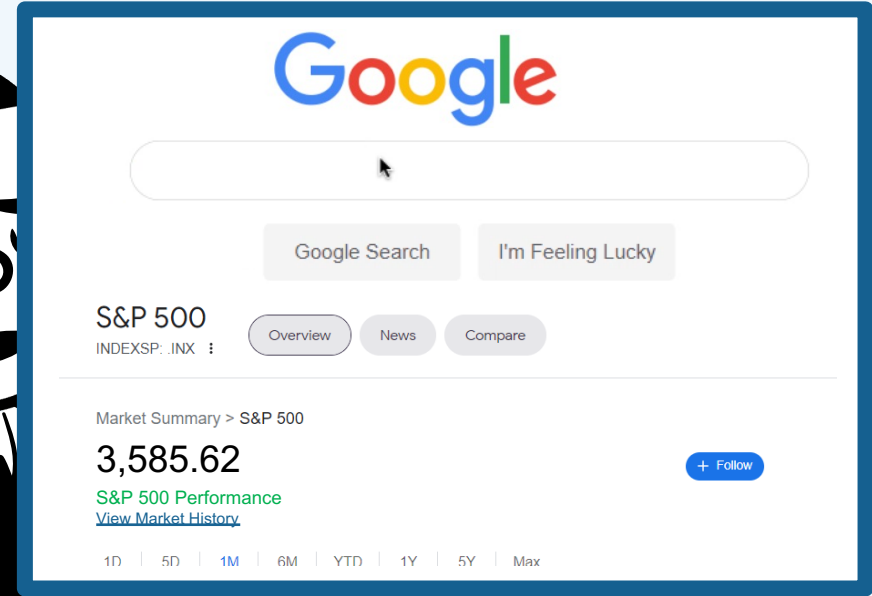 Google
Google Search I'm Feeling Lucky
S&P 500
INDEXSP: .INX
Overview News Compare
Market Summary > S&P 500
3,585.62
+ Follow
S&P 500 Performance
View Market History
1D 5D 1M 6M YTD 1Y 5Y Max